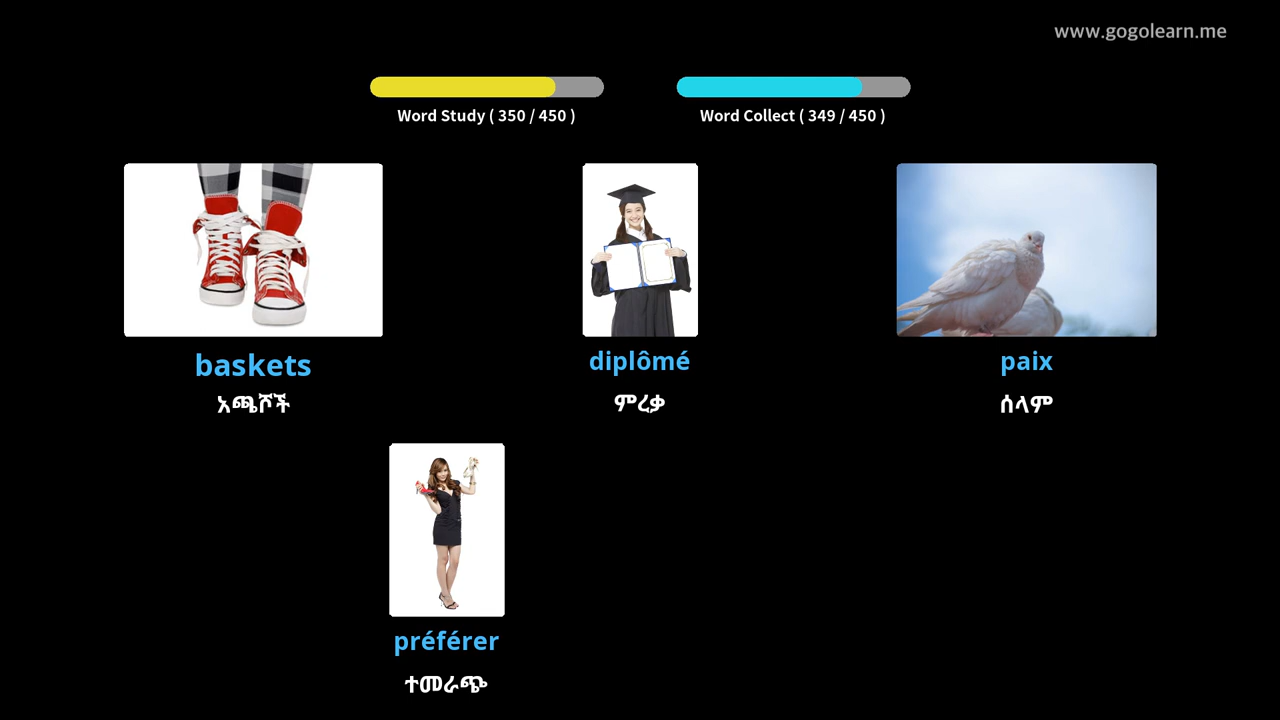 www.gogolearn.me
Word Study ( 350 / 450 )
Word Collect ( 349 / 450 )
baskets
diplômé
paix
አጫሾች
ምረቃ
ሰላም
préférer
ተመራጭ